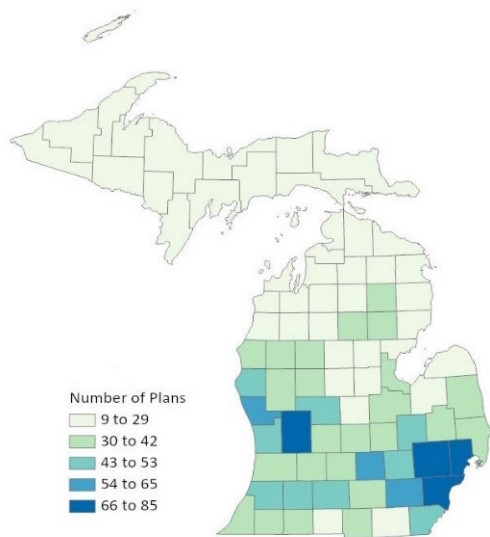 Number of Plans
9 to 29
30 to 42
43 to 53
54 to 65
66 to 85